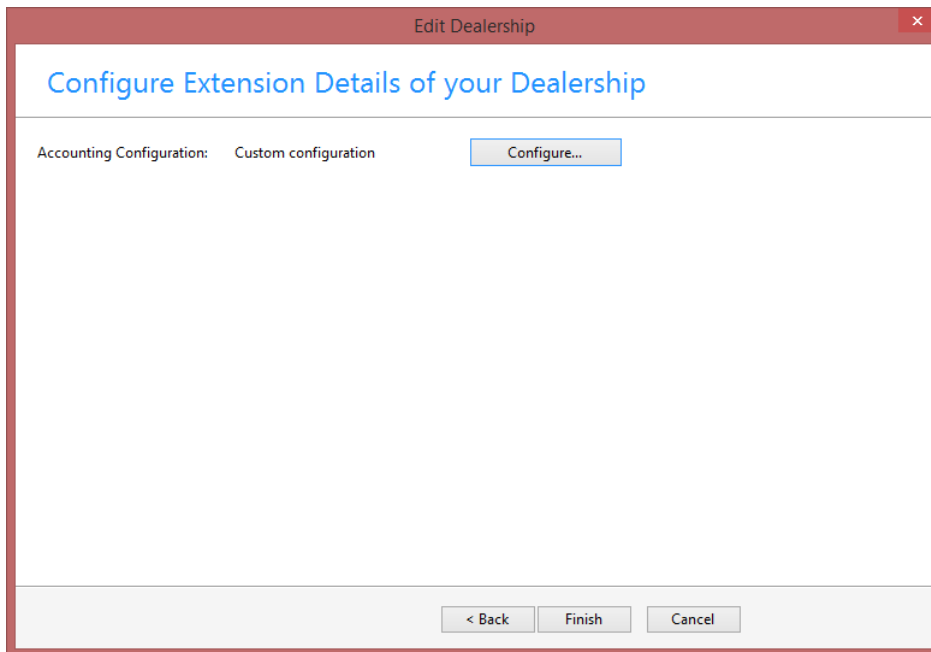 Edit Dealership
Configure Extension Details of your Dealership
Accounting Configuration: Custom configuration Configure...
< Back Finish Cancel